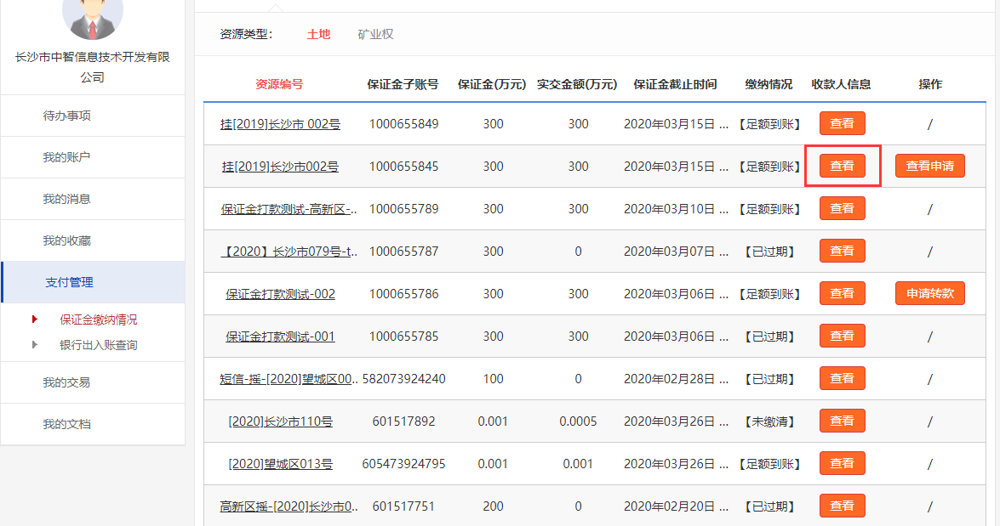 长沙市中智信息技术开发有限
公司
待办事项
我的账户
我的消息
我的收藏
支付管理
保证金缴纳情况
银行出入账查询
我的交易
我的文档
资源类型： 土地 矿业权
资源编号 保证金子账号 保证金(万元) 实交金额(万元) 保证金截止时间 缴纳情况 收款人信息 操作
挂[2019]长沙市 002号 1000655849 300 300 2020年03月15日 ... 【足额到账】 查看 /
挂[2019]长沙市002号 1000655845 300 300 2020年03月15日 ... 【足额到账】 查看 查看申请
保证金打款测试-高新区-.. 1000655789 300 300 2020年03月10日 ... 【足额到账】 查看 /
【2020】长沙市079号-t.. 1000655787 300 0 2020年03月07日 ... 【已过期】 查看 /
保证金打款测试-002 1000655786 300 300 2020年03月06日 ... 【足额到账】 查看 申请转款
保证金打款测试-001 1000655785 300 300 2020年03月06日 ... 【已过期】 查看 /
短信-摇-[2020]望城区00.. 582073924240 100 0 2020年02月28日 ... 【已过期】 查看 /
[2020]长沙市110号 601517892 0.001 0.0005 2020年03月26日 ... 【未缴清】 查看 /
[2020]望城区013号 605473924795 0.001 0.001 2020年03月26日 ... 【足额到账】 查看 /
高新区摇-[2020]长沙市0.. 601517751 200 0 2020年02月20日 ... 【已过期】 查看 /